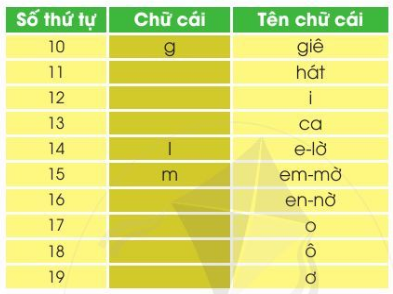 Số thứ tự Chữ cái Tên chữ cái
10 g giê
11 hát
12 i
13 ca
14 l e-lờ
15 m em-mờ
16 en-nờ
17 o
18 ô
19 ơ